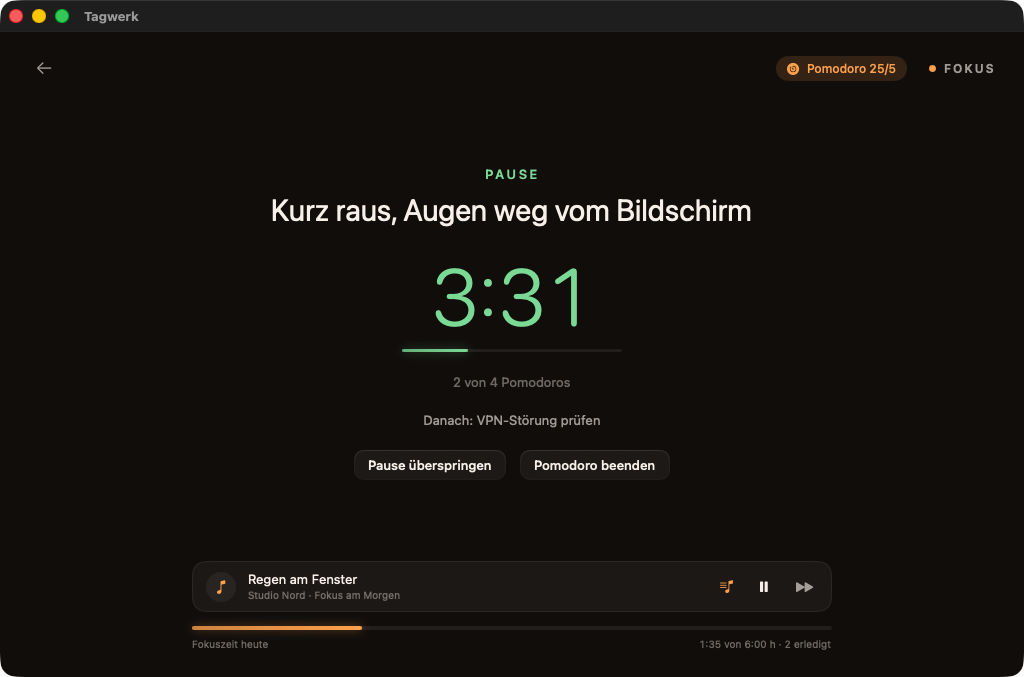 Tagwerk
Pomodoro 25/5
FOKUS
PAUSE
Kurz raus, Augen weg vom Bildschirm
3:31
2 von 4 Pomodoros
Danach: VPN-Störung prüfen
Pause überspringen
Pomodoro beenden
Regen am Fenster
Studio Nord · Fokus am Morgen
Fokuszeit heute
1:35 von 6:00 h · 2 erledigt